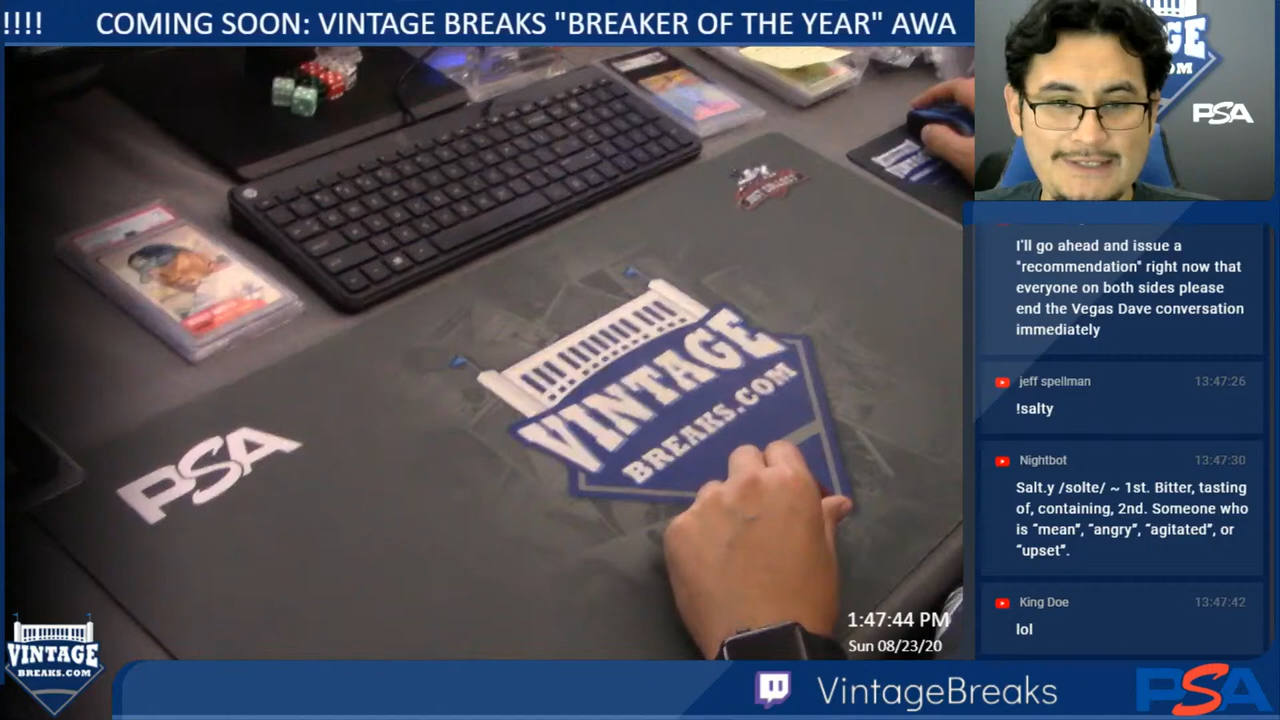 !!!! COMING SOON: VINTAGE BREAKS "BREAKER OF THE YEAR" AWA
PSA
I'll go ahead and issue a
"recommendation" right now that
everyone on both sides please
end the Vegas Dave conversation
immediately
jeff spellman 13:47:26
!salty
Nightbot 13:47:30
Salt.y /solte/ ~ 1st. Bitter, tasting
of, containing, 2nd. Someone who
is “mean”, “angry”, “agitated”, or
“upset”.
King Doe 13:47:42
lol
VINTAGE
BREAKS.COM
PSA
1:47:44 PM
Sun 08/23/20
VINTAGE
BREAKS.COM
VintageBreaks
PSA